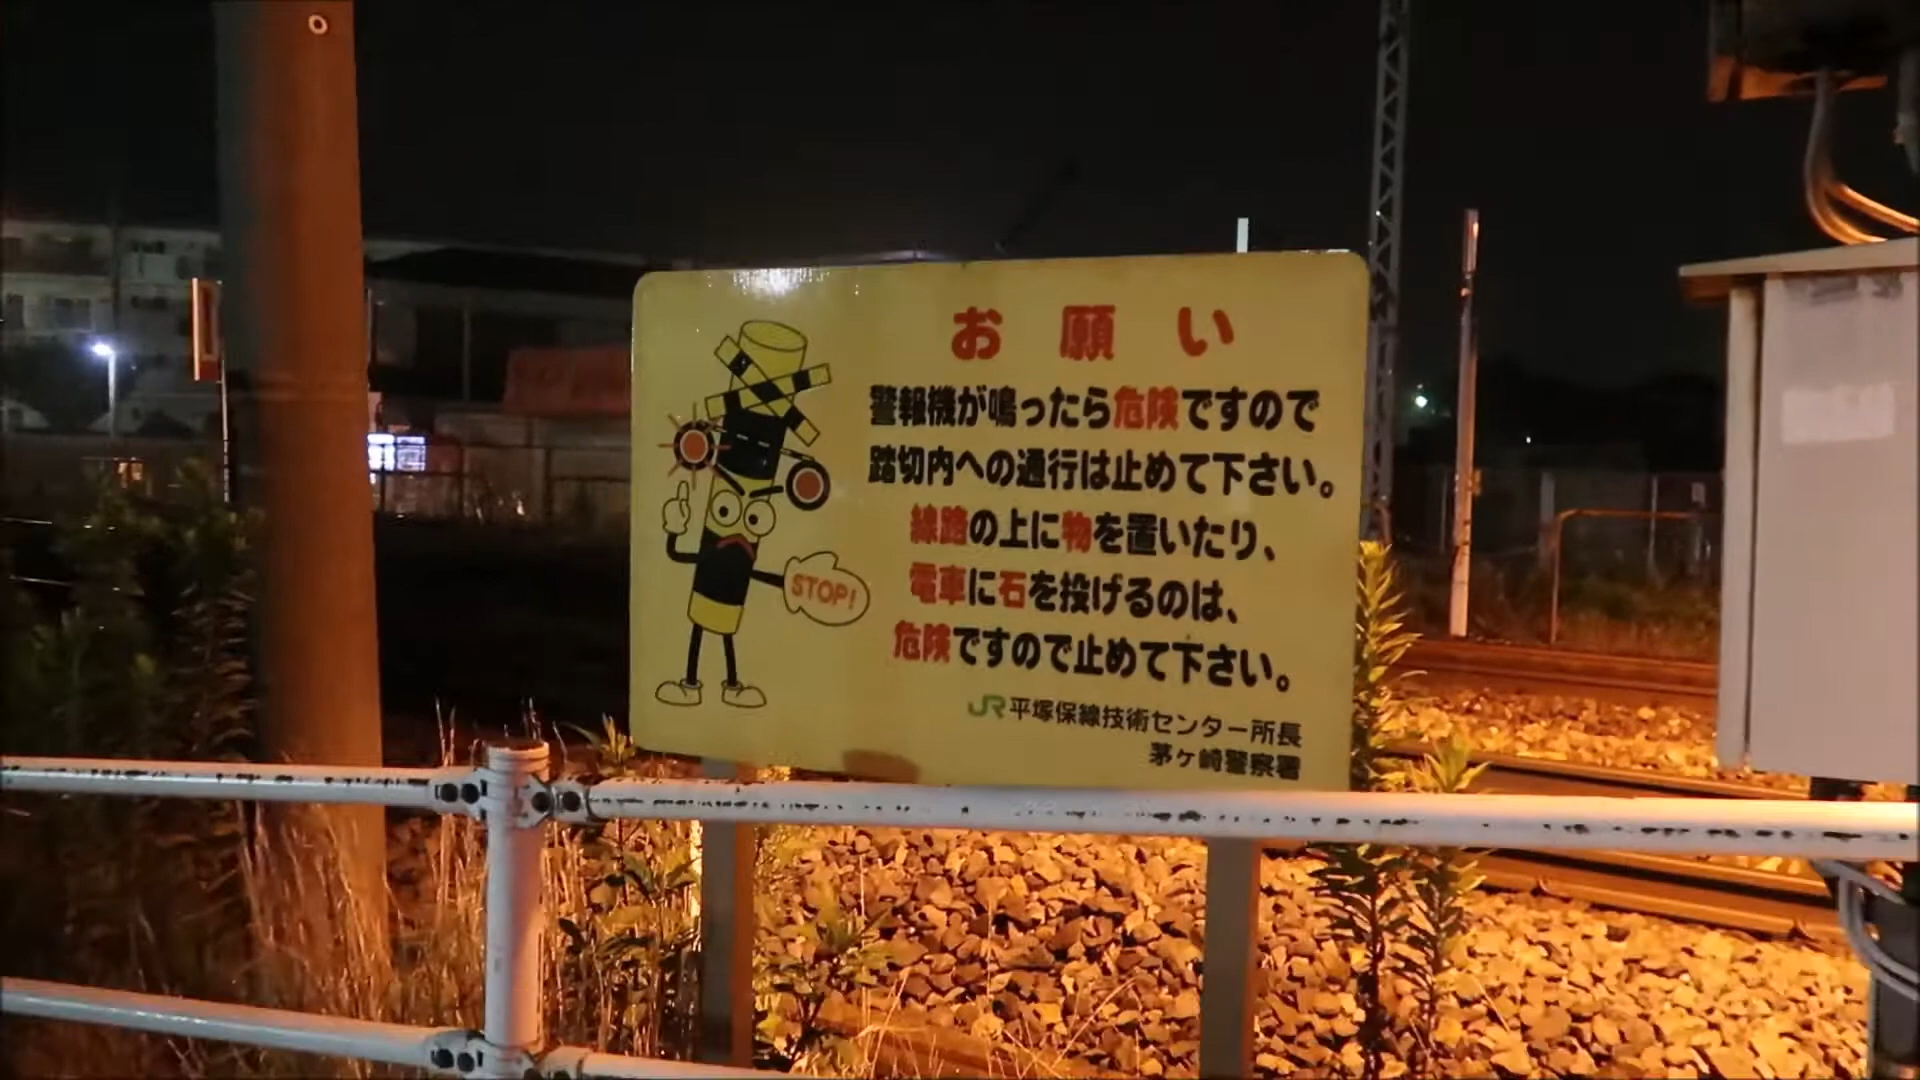 お願い
警報機が鳴ったら危険ですので
踏切内への通行は止めて下さい。
線路の上に物を置いたり、
電車に石を投げるのは、
危険ですので止めて下さい。
STOP!
JR平塚保線技術センター所長
茅ヶ崎警察署